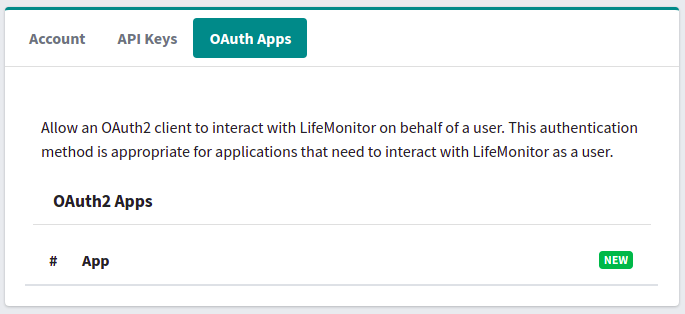 Account API Keys OAuth Apps
Allow an OAuth2 client to interact with LifeMonitor on behalf of a user. This authentication
method is appropriate for applications that need to interact with LifeMonitor as a user.
OAuth2 Apps
# App NEW